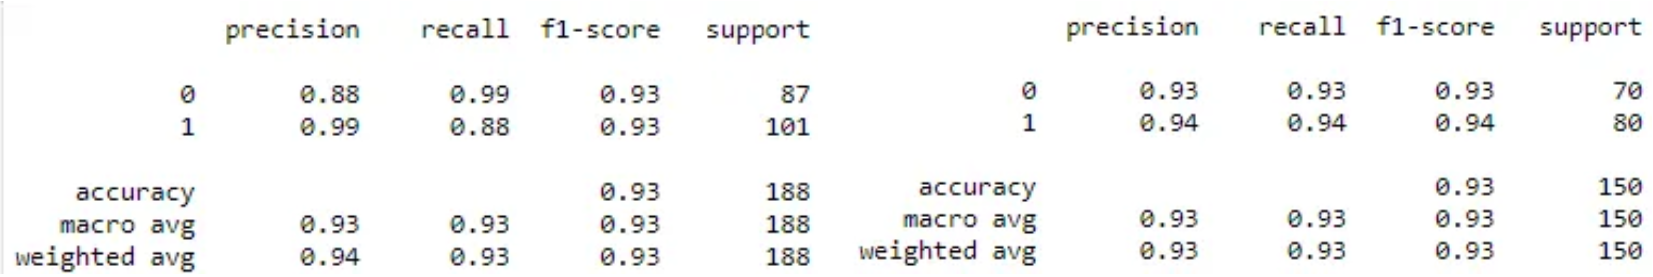 precision recall f1-score support
0 0.88 0.99 0.93 87
1 0.99 0.88 0.93 101
accuracy 0.93 188
macro avg 0.93 0.93 0.93 188
weighted avg 0.94 0.93 0.93 188
precision recall f1-score support
0 0.93 0.93 0.93 70
1 0.94 0.94 0.94 80
accuracy 0.93 150
macro avg 0.93 0.93 0.93 150
weighted avg 0.93 0.93 0.93 150